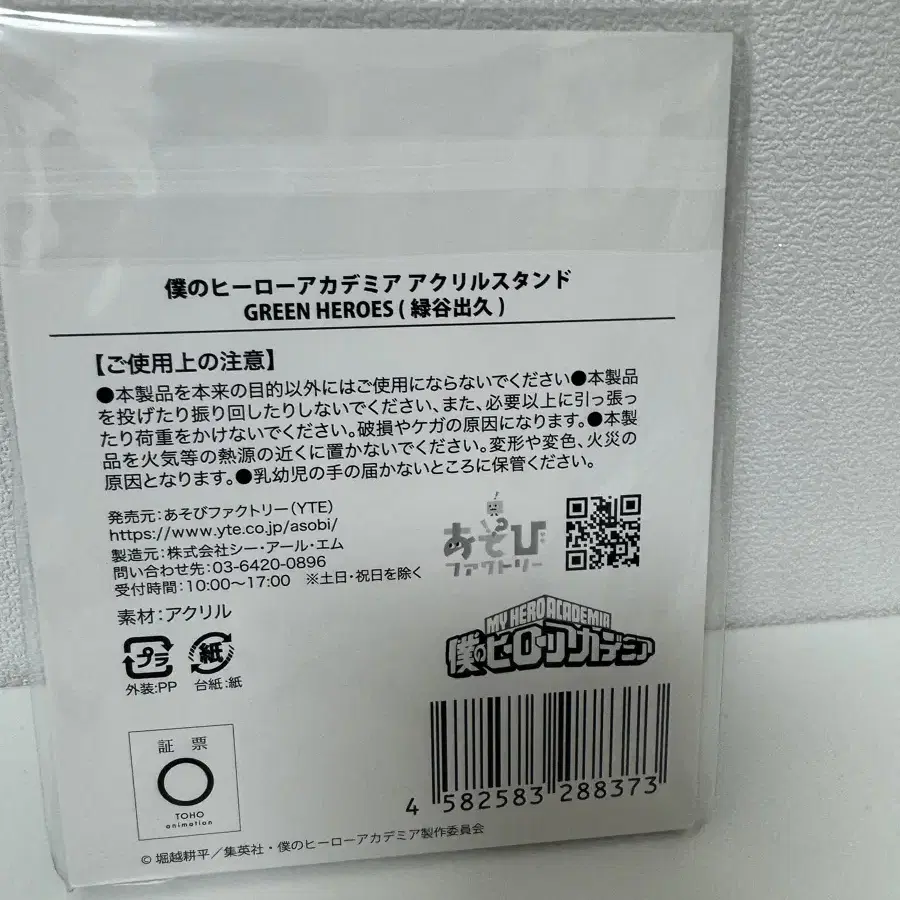 僕のヒーローアカデミア アクリルスタンド
GREEN HEROES ( 緑谷出久 )
【ご使用上の注意】
●本製品を本来の目的以外にはご使用にならないでください●本製品
を投げたり振り回したりしないでください、また、必要以上に引っ張っ
たり荷重をかけないでください。破損やケガの原因になります。●本製
品を火気等の熱源の近くに置かないでください。変形や変色、火災の
原因となります。●乳幼児の手の届かないところに保管ください。
発売元：あそびファクトリー（YTE）
https://www.yte.co.jp/asobi/
製造元：株式会社シー・アール・エム
問い合わせ先：03-6420-0896
受付時間：10:00～17:00　※土日・祝日を除く
あそび
ファクトリー
素材：アクリル
プラ
紙
外装：PP
台紙：紙
MY HERO ACADEMIA
僕のヒーローアカデミア
証 票
TOHO
animation
4 582583 288373
© 堀越耕平／集英社・僕のヒーローアカデミア製作委員会